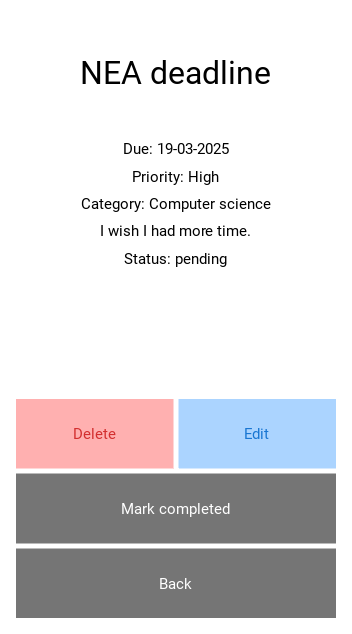 NEA deadline
Due: 19-03-2025
Priority: High
Category: Computer science
I wish I had more time.
Status: pending
Delete
Edit
Mark completed
Back